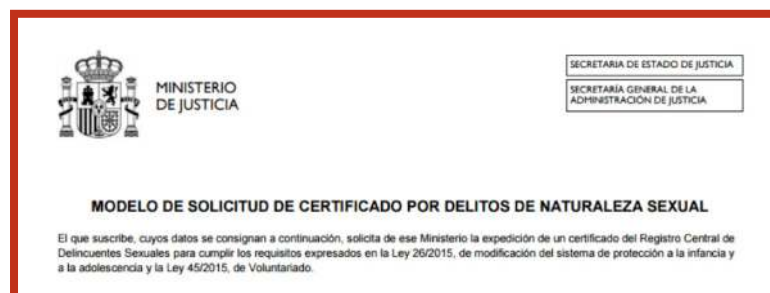 MINISTERIO
DE JUSTICIA
SECRETARIA DE ESTADO DE JUSTICIA
SECRETARÍA GENERAL DE LA
ADMINISTRACIÓN DE JUSTICIA
MODELO DE SOLICITUD DE CERTIFICADO POR DELITOS DE NATURALEZA SEXUAL
El que suscribe, cuyos datos se consignan a continuación, solicita de ese Ministerio la expedición de un certificado del Registro Central de
Delincuentes Sexuales para cumplir los requisitos expresados en la Ley 26/2015, de modificación del sistema de protección a la infancia y
a la adolescencia y la Ley 45/2015, de Voluntariado.